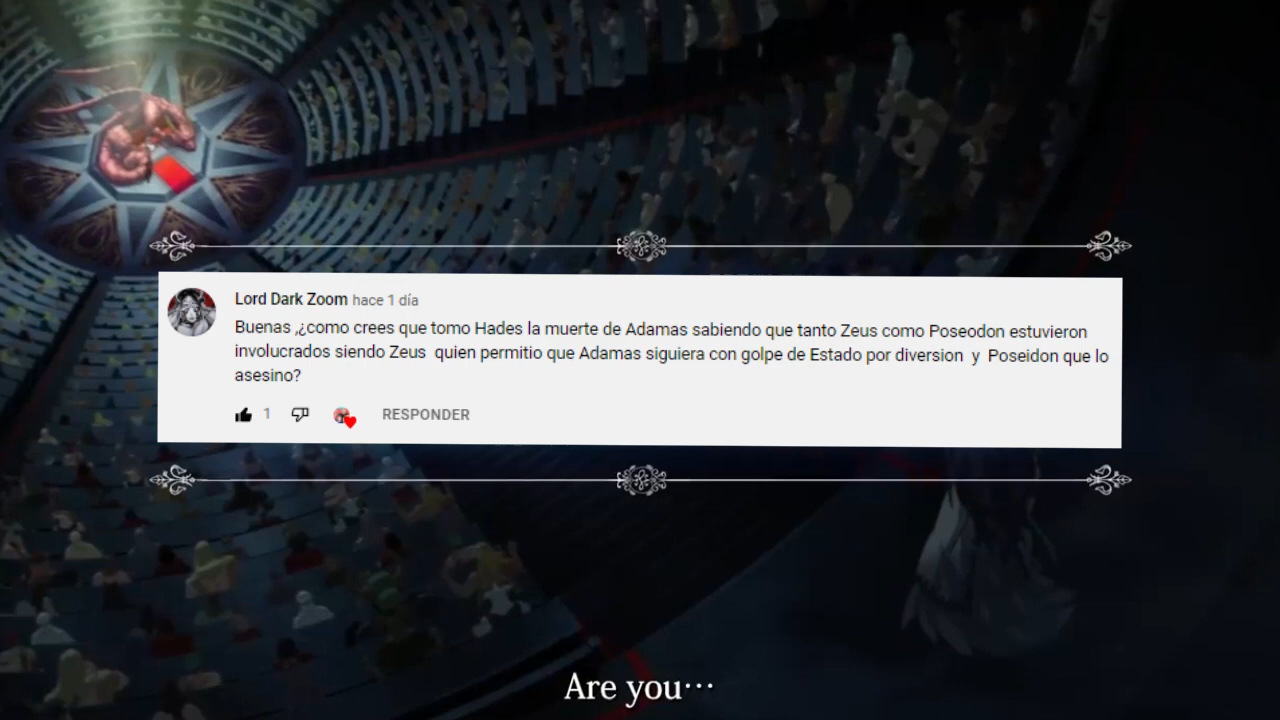 Lord Dark Zoom hace 1 día
Buenas ,¿como crees que tomo Hades la muerte de Adamas sabiendo que tanto Zeus como Poseodon estuvieron
involucrados siendo Zeus  quien permitio que Adamas siguiera con golpe de Estado por diversion  y  Poseidon que lo
asesino?
1 RESPONDER
Are you…